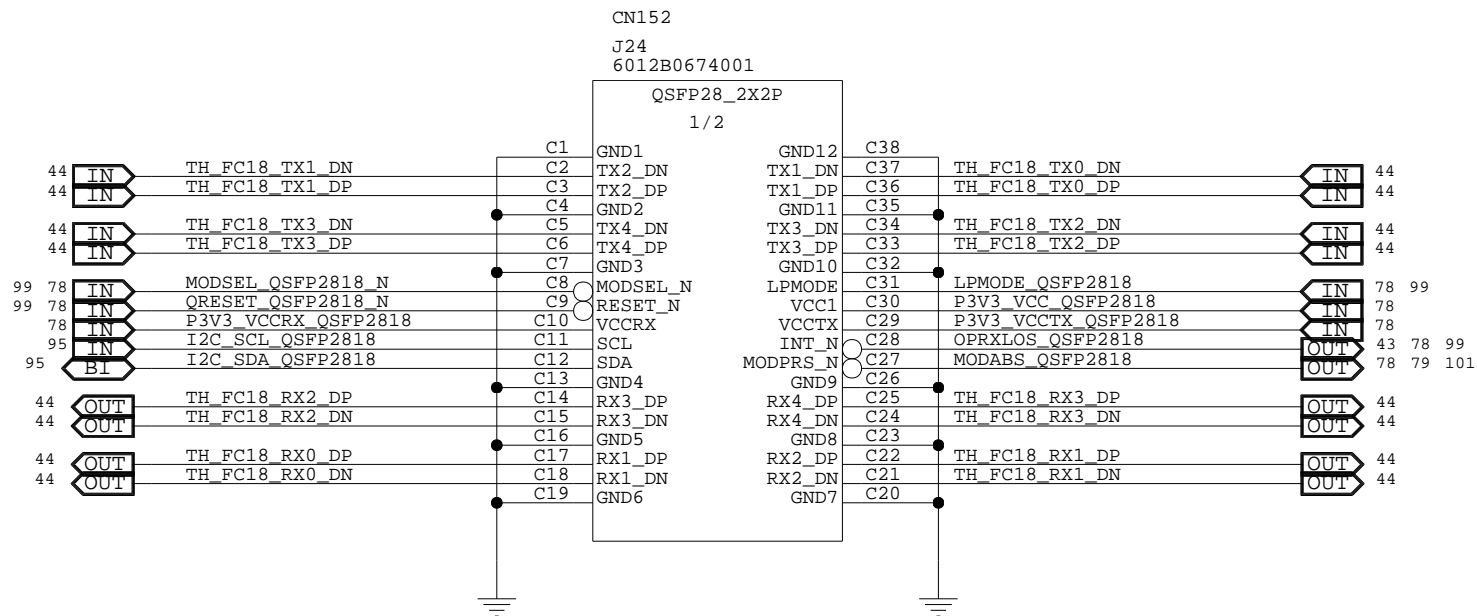 CN152
J24
6012B0674001
QSFP28_2X2P
1/2
C1 GND1 GND12 C38
44 IN TH_FC18_TX1_DN C2 TX2_DN TX1_DN C37 TH_FC18_TX0_DN IN 44
44 IN TH_FC18_TX1_DP C3 TX2_DP TX1_DP C36 TH_FC18_TX0_DP IN 44
C4 GND2 GND11 C35
44 IN TH_FC18_TX3_DN C5 TX4_DN TX3_DN C34 TH_FC18_TX2_DN IN 44
44 IN TH_FC18_TX3_DP C6 TX4_DP TX3_DP C33 TH_FC18_TX2_DP IN 44
C7 GND3 GND10 C32
99 78 IN MODSEL_QSFP2818_N C8 MODSEL_N LPMODE C31 LPMODE_QSFP2818 IN 78 99
99 78 IN QRESET_QSFP2818_N C9 RESET_N VCC1 C30 P3V3_VCC_QSFP2818 IN 78
78 IN P3V3_VCCRX_QSFP2818 C10 VCCRX VCCTX C29 P3V3_VCCTX_QSFP2818 IN 78
95 IN I2C_SCL_QSFP2818 C11 SCL INT_N C28 OPRXLOS_QSFP2818 OUT 43 78 99
95 BI I2C_SDA_QSFP2818 C12 SDA MODPRS_N C27 MODABS_QSFP2818 OUT 78 79 101
C13 GND4 GND9 C26
44 OUT TH_FC18_RX2_DP C14 RX3_DP RX4_DP C25 TH_FC18_RX3_DP OUT 44
44 OUT TH_FC18_RX2_DN C15 RX3_DN RX4_DN C24 TH_FC18_RX3_DN OUT 44
C16 GND5 GND8 C23
44 OUT TH_FC18_RX0_DP C17 RX1_DP RX2_DP C22 TH_FC18_RX1_DP OUT 44
44 OUT TH_FC18_RX0_DN C18 RX1_DN RX2_DN C21 TH_FC18_RX1_DN OUT 44
C19 GND6 GND7 C20